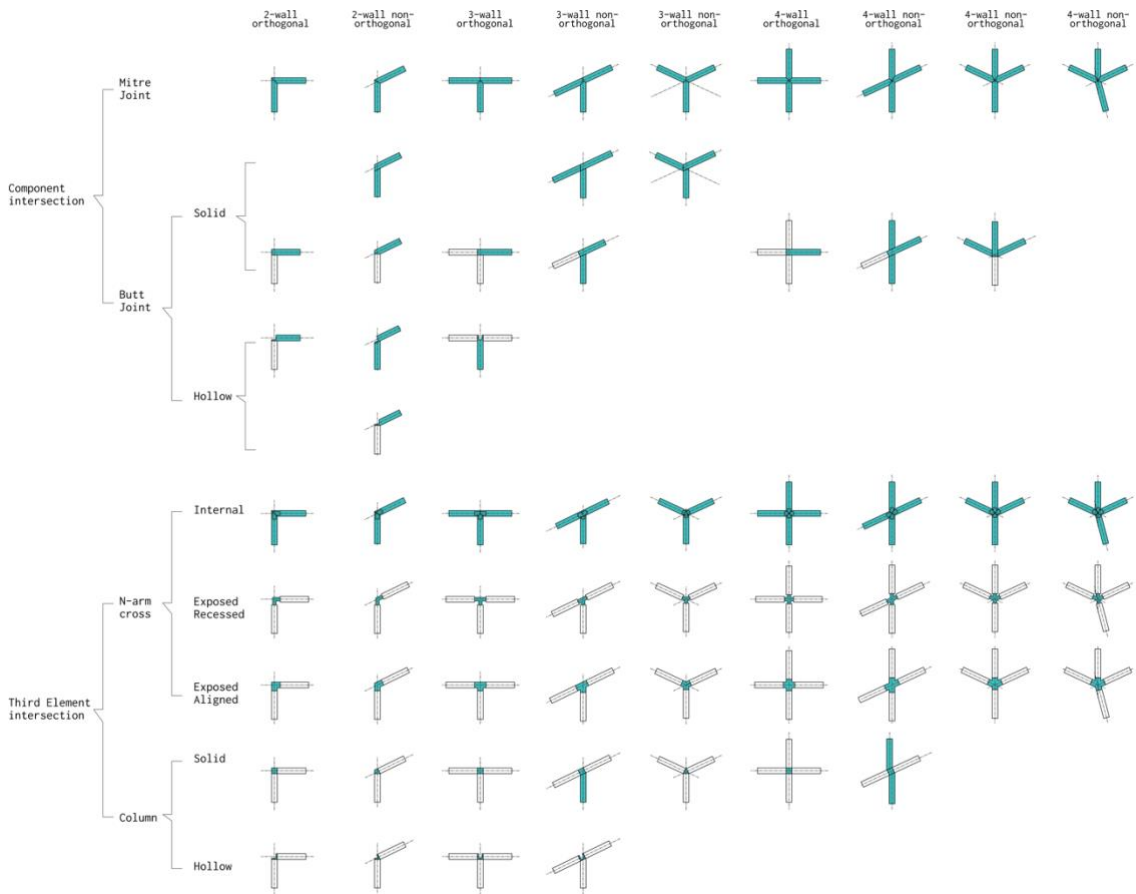 2-wall
orthogonal
2-wall non-
orthogonal
3-wall
orthogonal
3-wall non-
orthogonal
3-wall non-
orthogonal
4-wall
orthogonal
4-wall non-
orthogonal
4-wall non-
orthogonal
4-wall non-
orthogonal
Mitre
Joint
Component
intersection
Solid
Butt
Joint
Hollow
Internal
N-arm
cross
Exposed
Recessed
Exposed
Aligned
Third Element
intersection
Solid
Column
Hollow